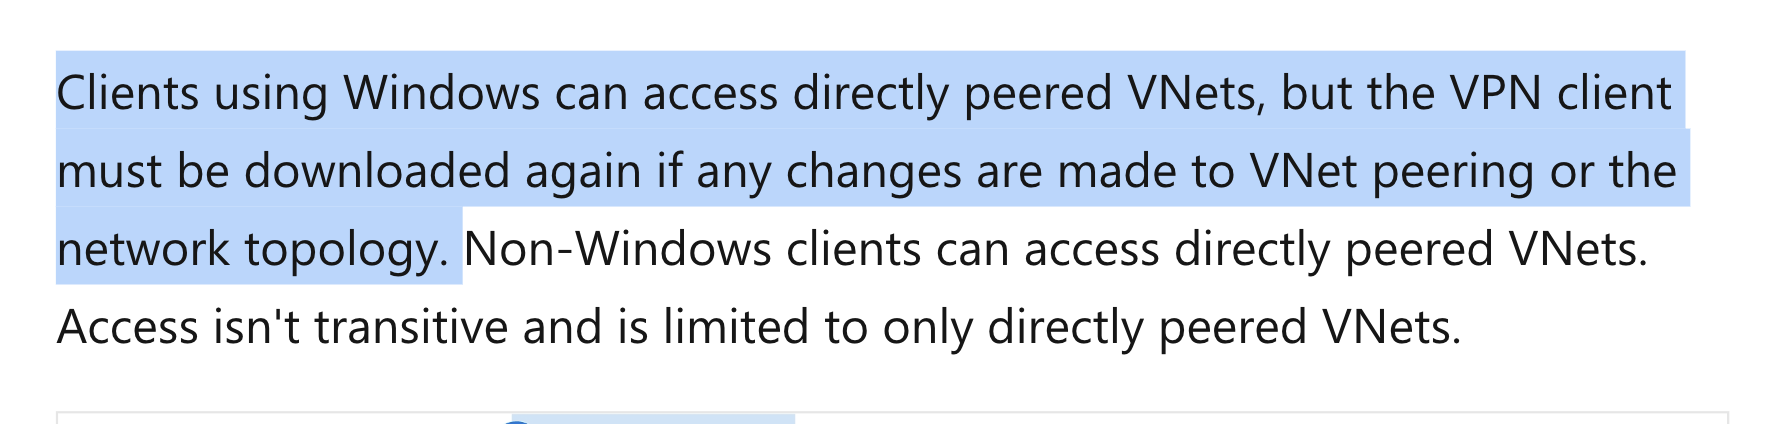 Clients using Windows can access directly peered VNets, but the VPN client
must be downloaded again if any changes are made to VNet peering or the
network topology. Non-Windows clients can access directly peered VNets.
Access isn't transitive and is limited to only directly peered VNets.